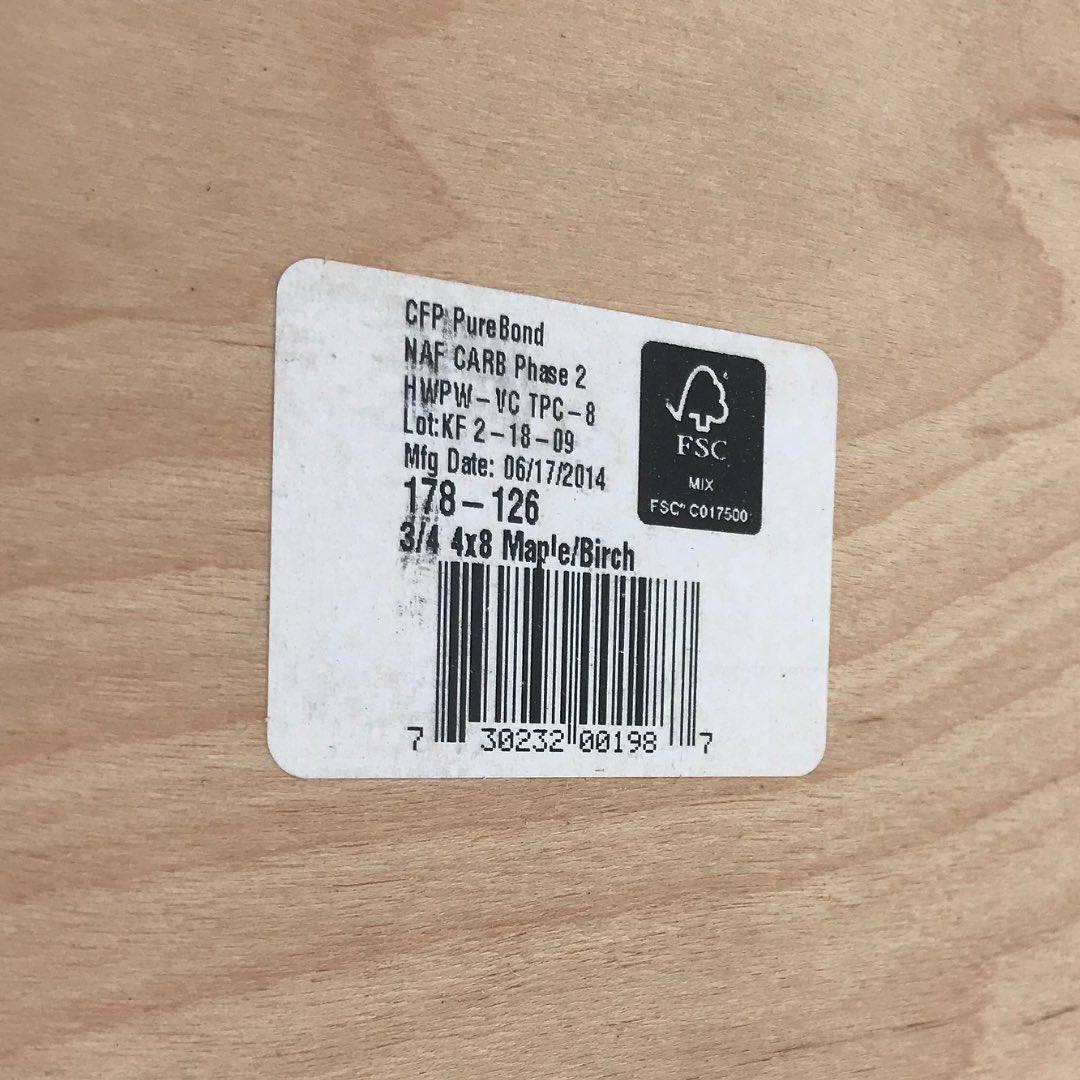 CFP PureBond
NAF CARB Phase 2
HWPW-VC TPC-8
Lot:KF 2-18-09
Mfg Date: 06/17/2014
178-126
3/4 4x8 Maple/Birch
7 30232 00198 7
FSC
MIX
FSC® C017500